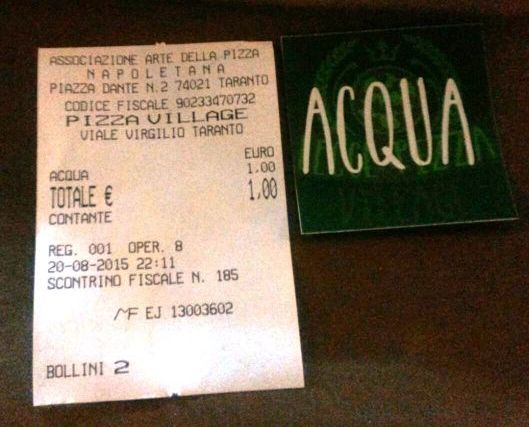 ASSOCIAZIONE ARTE DELLA PIZZA
NAPOLETANA
PIAZZA DANTE N.2 74021 TARANTO
CODICE FISCALE 90233470732
PIZZA VILLAGE
VIALE VIRGILIO TARANTO
EURO
ACQUA 1.00
TOTALE € 1,00
CONTANTE
REG. 001 OPER. 8
20-08-2015 22:11
SCONTRINO FISCALE N. 185
MF EJ 13003602
BOLLINI 2
ACQUA